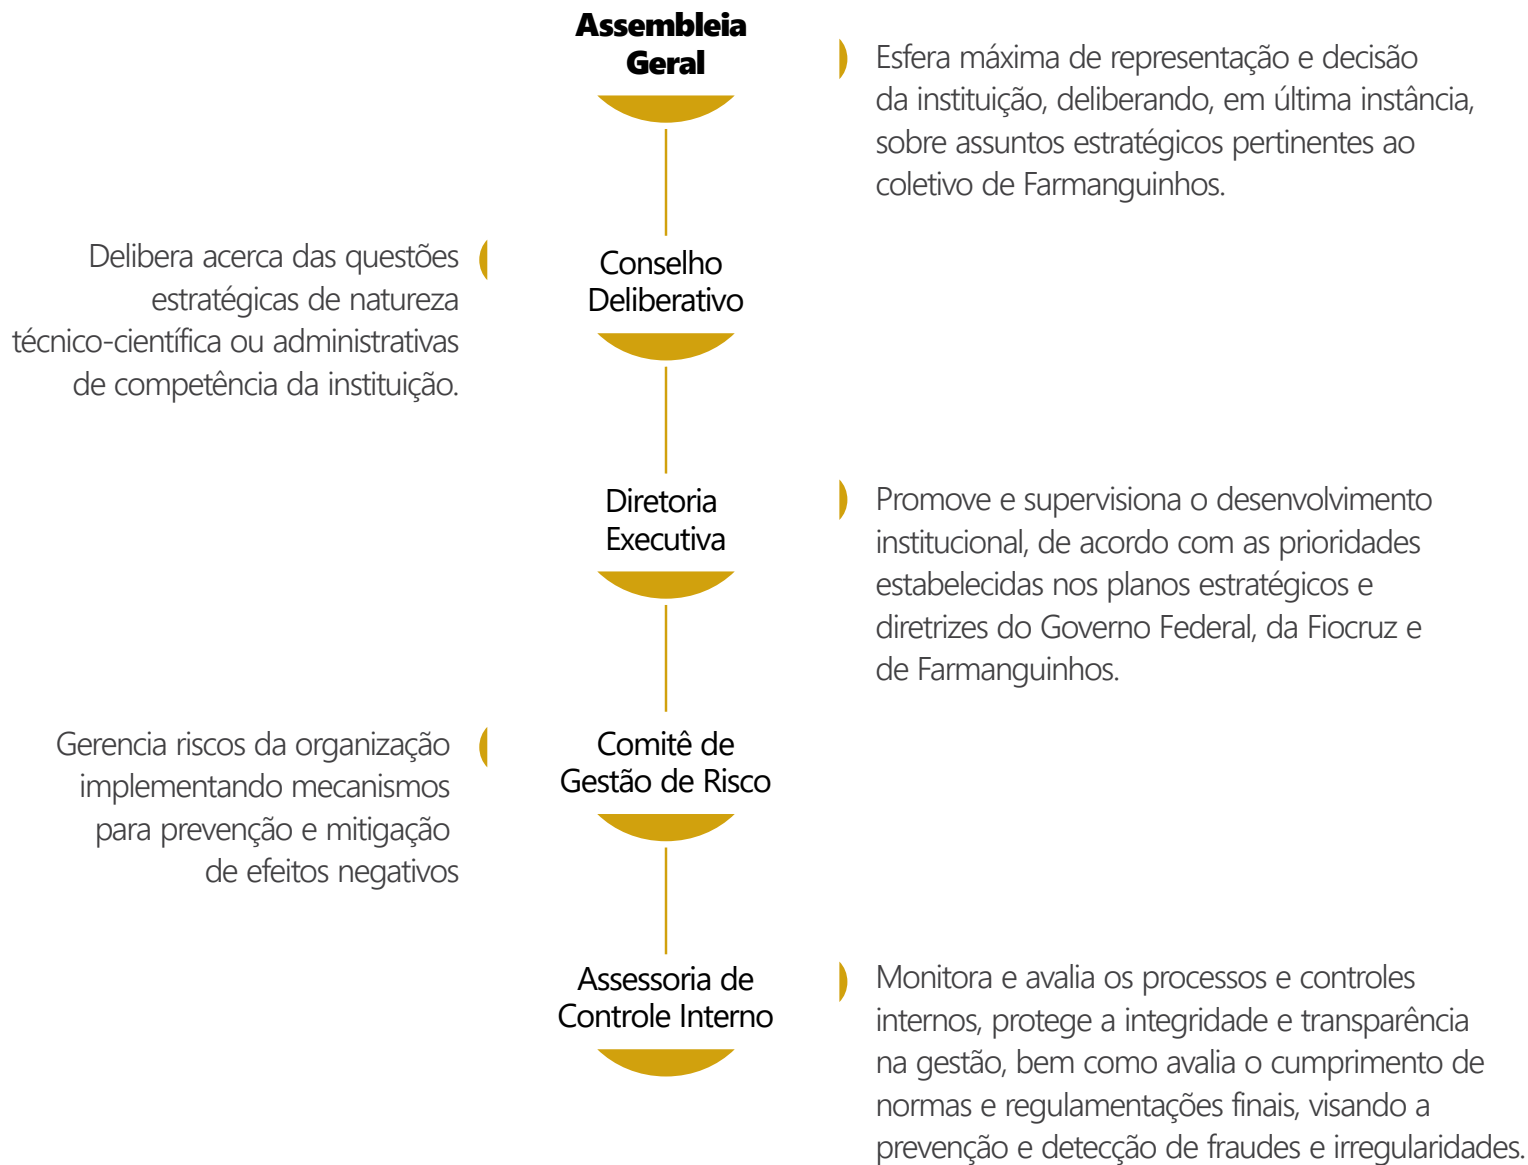 Assembleia
Geral
Esfera máxima de representação e decisão
da instituição, deliberando, em última instância,
sobre assuntos estratégicos pertinentes ao
coletivo de Farmanguinhos.
Conselho
Deliberativo
Delibera acerca das questões
estratégicas de natureza
técnico-científica ou administrativas
de competência da instituição.
Diretoria
Executiva
Promove e supervisiona o desenvolvimento
institucional, de acordo com as prioridades
estabelecidas nos planos estratégicos e
diretrizes do Governo Federal, da Fiocruz e
de Farmanguinhos.
Comitê de
Gestão de Risco
Gerencia riscos da organização
implementando mecanismos
para prevenção e mitigação
de efeitos negativos
Assessoria de
Controle Interno
Monitora e avalia os processos e controles
internos, protege a integridade e transparência
na gestão, bem como avalia o cumprimento de
normas e regulamentações finais, visando a
prevenção e detecção de fraudes e irregularidades.